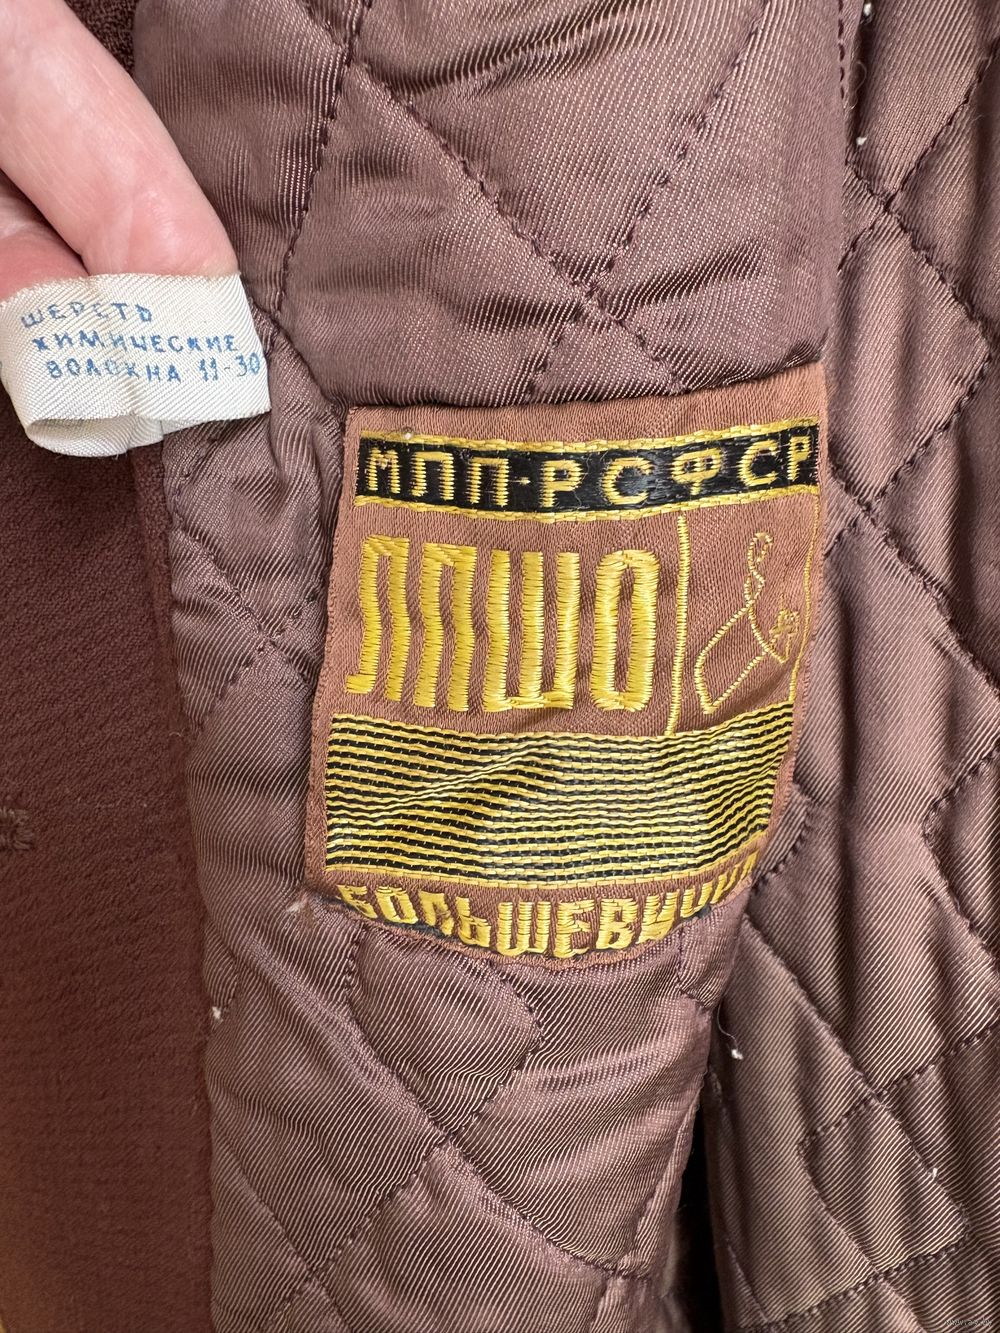 ШЕРСТЬ
ХИМИЧЕСКИЕ
ВОЛОКНА 11-30
МПП-РСФСР
ЛПШО
БОЛЬШЕВИЧКА